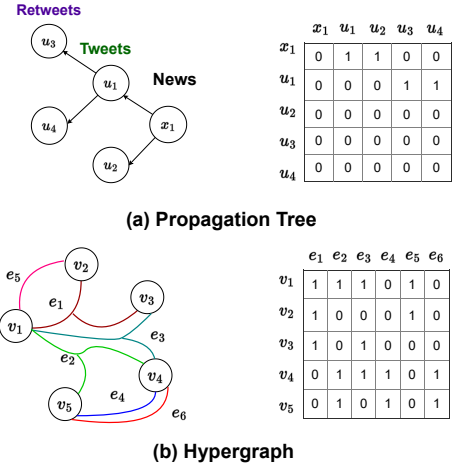 Retweets
u₃
Tweets
u₁
News
u₄
x₁
u₂
x₁ u₁ u₂ u₃ u₄
x₁ 0 1 1 0 0
u₁ 0 0 0 1 1
u₂ 0 0 0 0 0
u₃ 0 0 0 0 0
u₄ 0 0 0 0 0
(a) Propagation Tree
v₂
e₅
e₁
v₃
v₁
e₃
e₂
v₄
e₄
v₅
e₆
e₁ e₂ e₃ e₄ e₅ e₆
v₁ 1 1 1 0 1 0
v₂ 1 0 0 0 1 0
v₃ 1 0 1 0 0 0
v₄ 0 1 1 1 0 1
v₅ 0 1 0 1 0 1
(b) Hypergraph